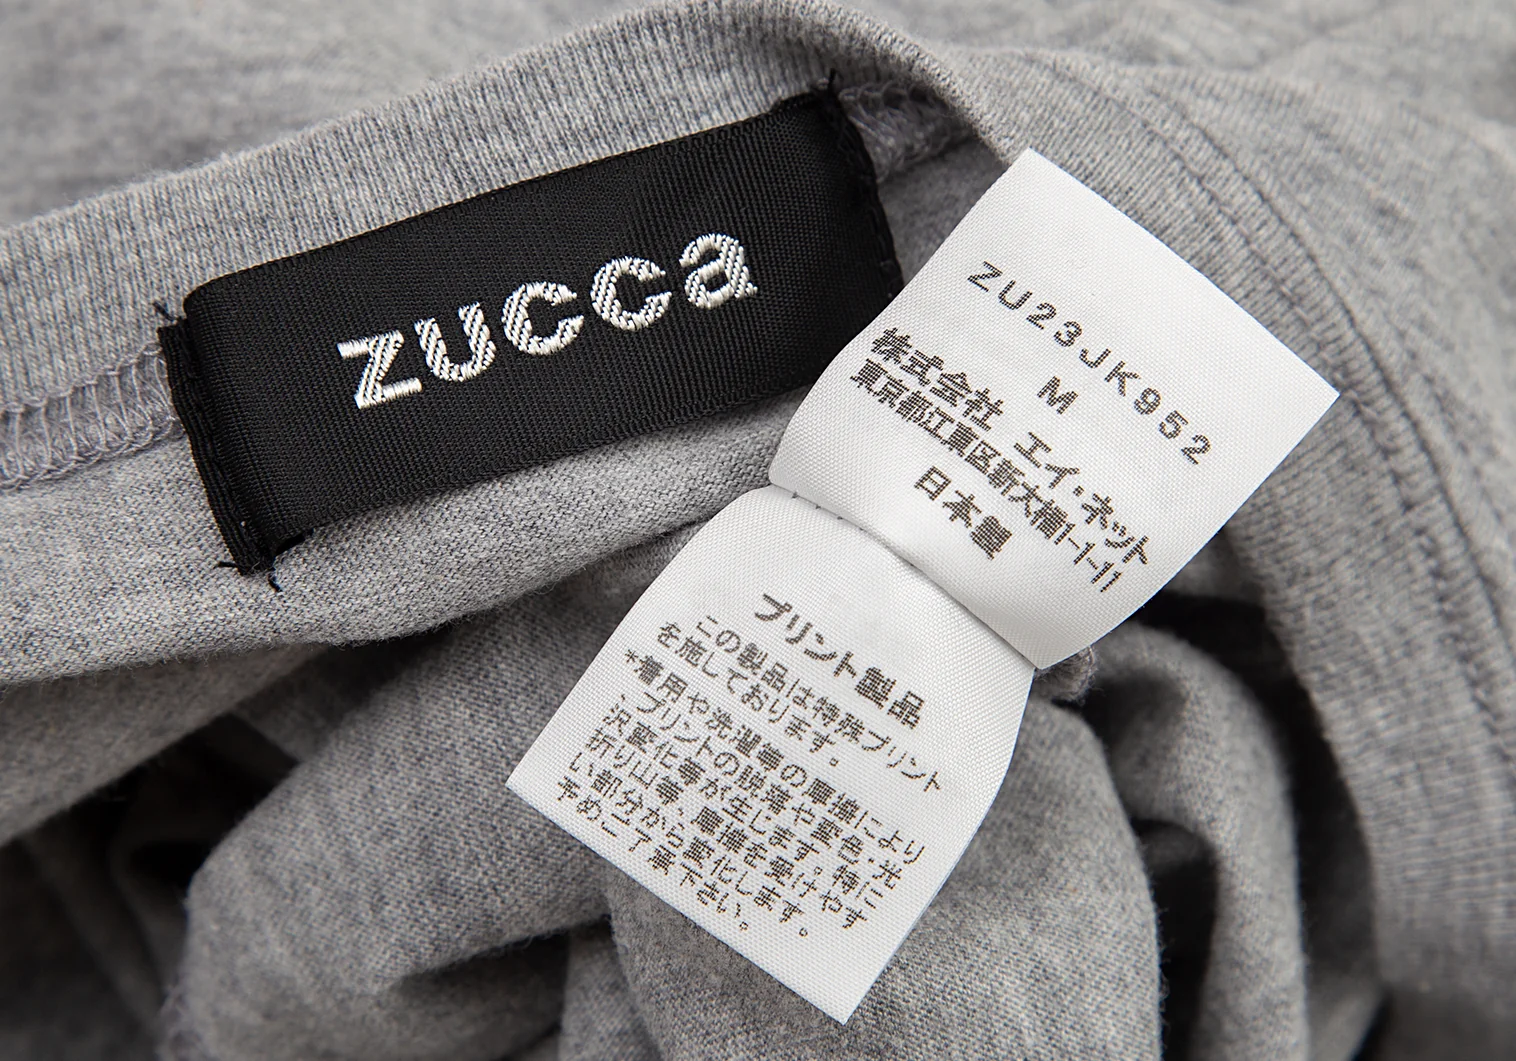 zucca
ZU23JK952
M
株式会社 エイ・ネット
東京都江東区新大橋1-1-11
日本製
プリント製品
この製品は特殊プリント
を施しております。
*着用や洗濯等の摩擦により
、プリントの脱落や変色・光
沢変化等が生じます。特に
折り山等、摩擦を受けやす
い部分から変化します。
予めご了承下さい。